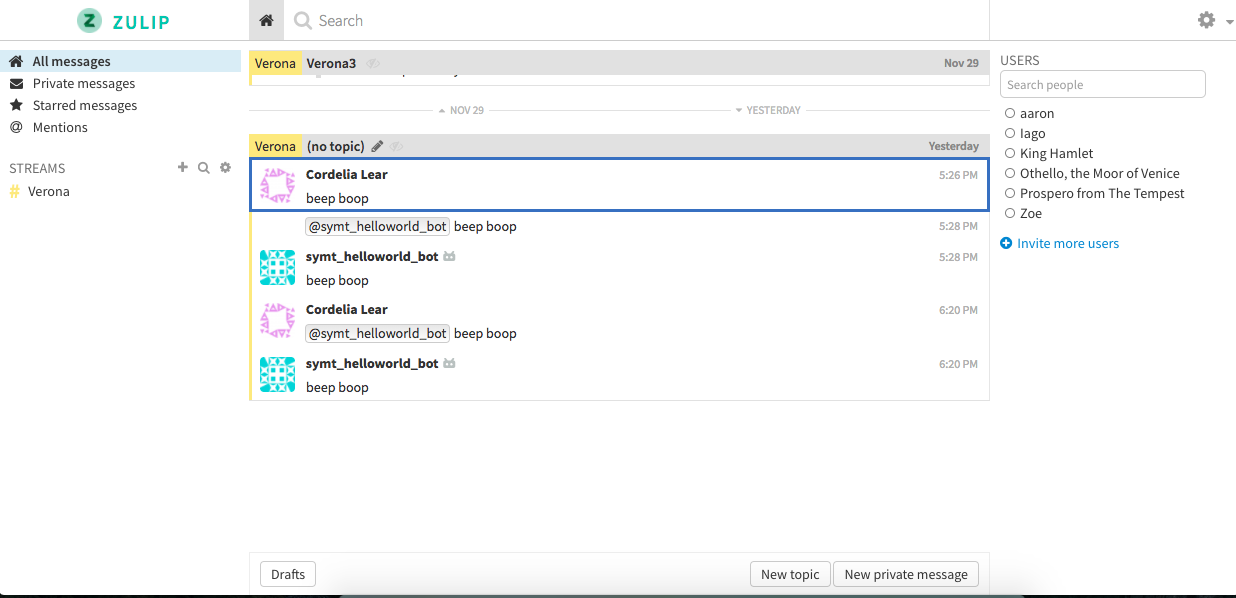 Z ZULIP
Search
All messages
Private messages
Starred messages
@ Mentions
STREAMS
# Verona
Verona Verona3 Nov 29
NOV 29 YESTERDAY
Verona (no topic) Yesterday
Cordelia Lear 5:26 PM
beep boop
@symt_helloworld_bot beep boop 5:28 PM
symt_helloworld_bot 5:28 PM
beep boop
Cordelia Lear 6:20 PM
@symt_helloworld_bot beep boop
symt_helloworld_bot 6:20 PM
beep boop
Drafts New topic New private message
USERS
Search people
aaron
Iago
King Hamlet
Othello, the Moor of Venice
Prospero from The Tempest
Zoe
Invite more users